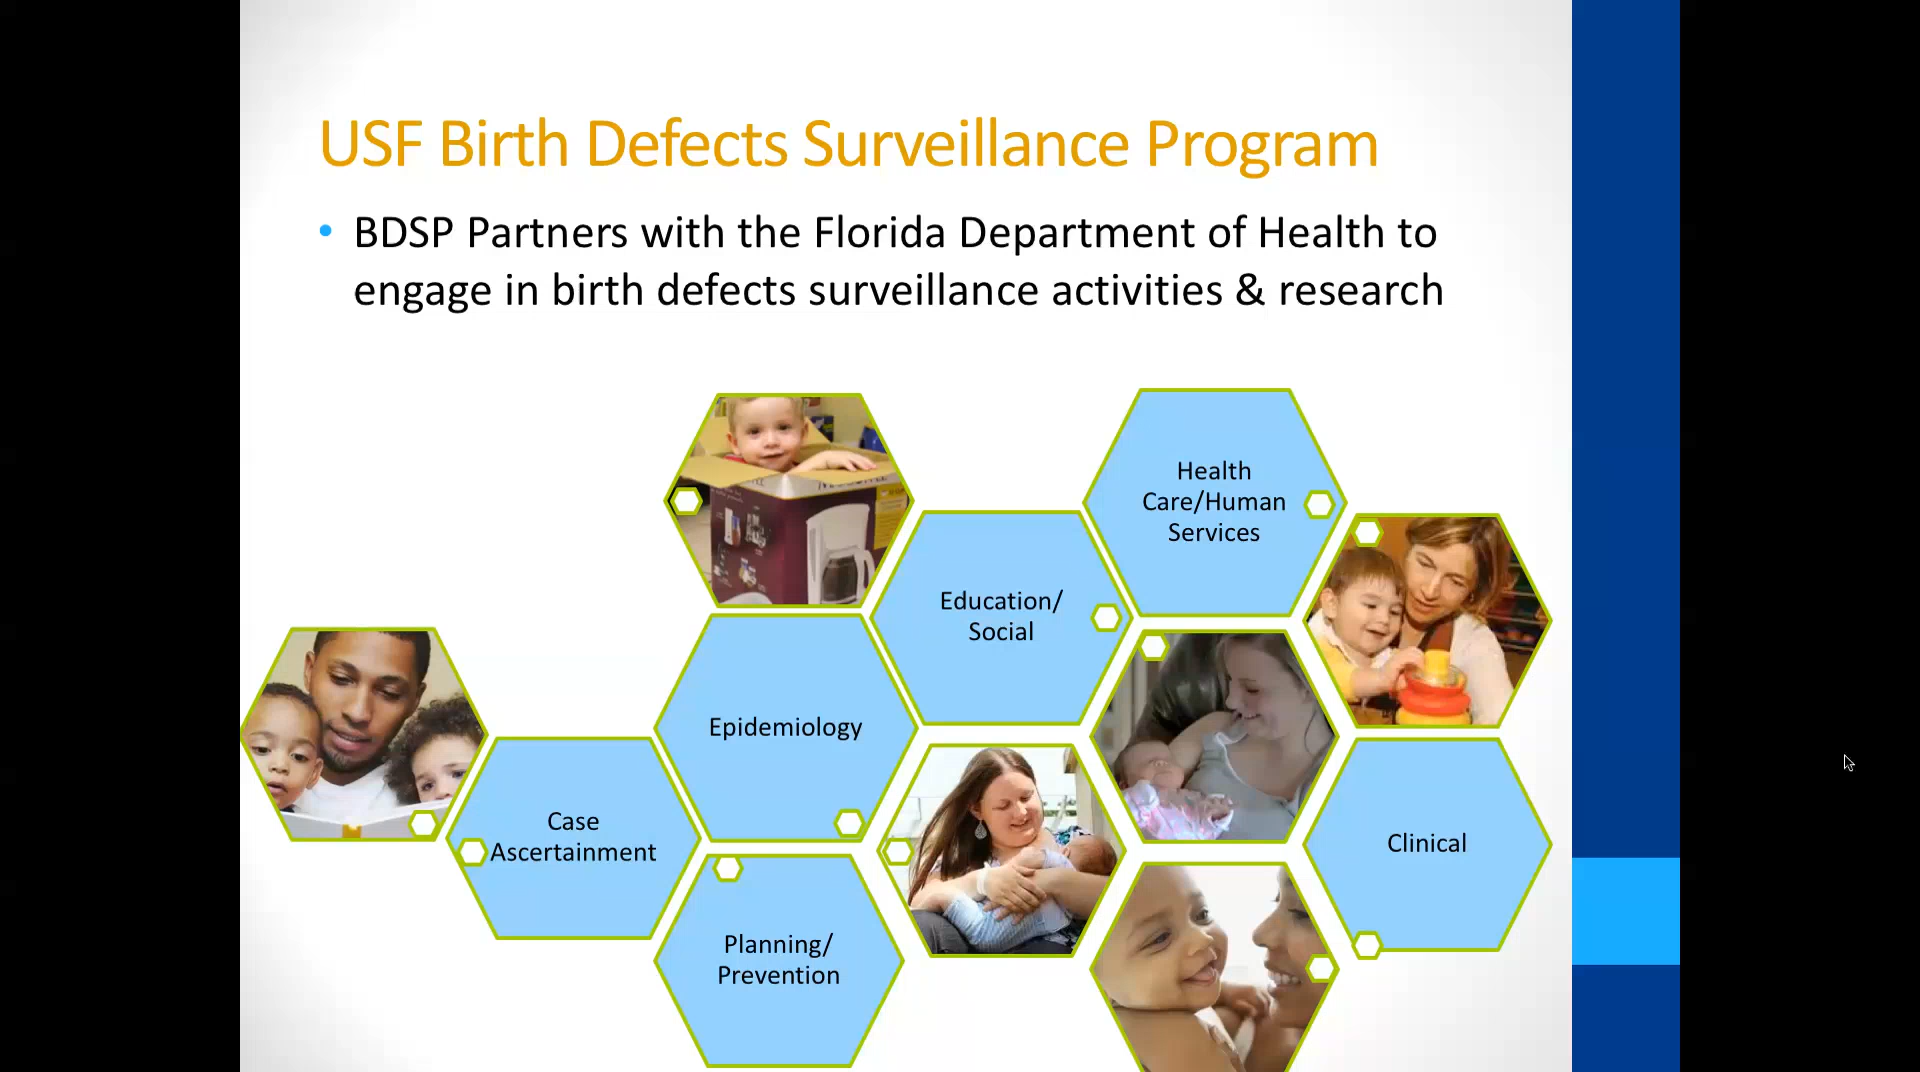 USF Birth Defects Surveillance Program
• BDSP Partners with the Florida Department of Health to
engage in birth defects surveillance activities & research
Health
Care/Human
Services
Education/
Social
Epidemiology
Case
Ascertainment
Clinical
Planning/
Prevention